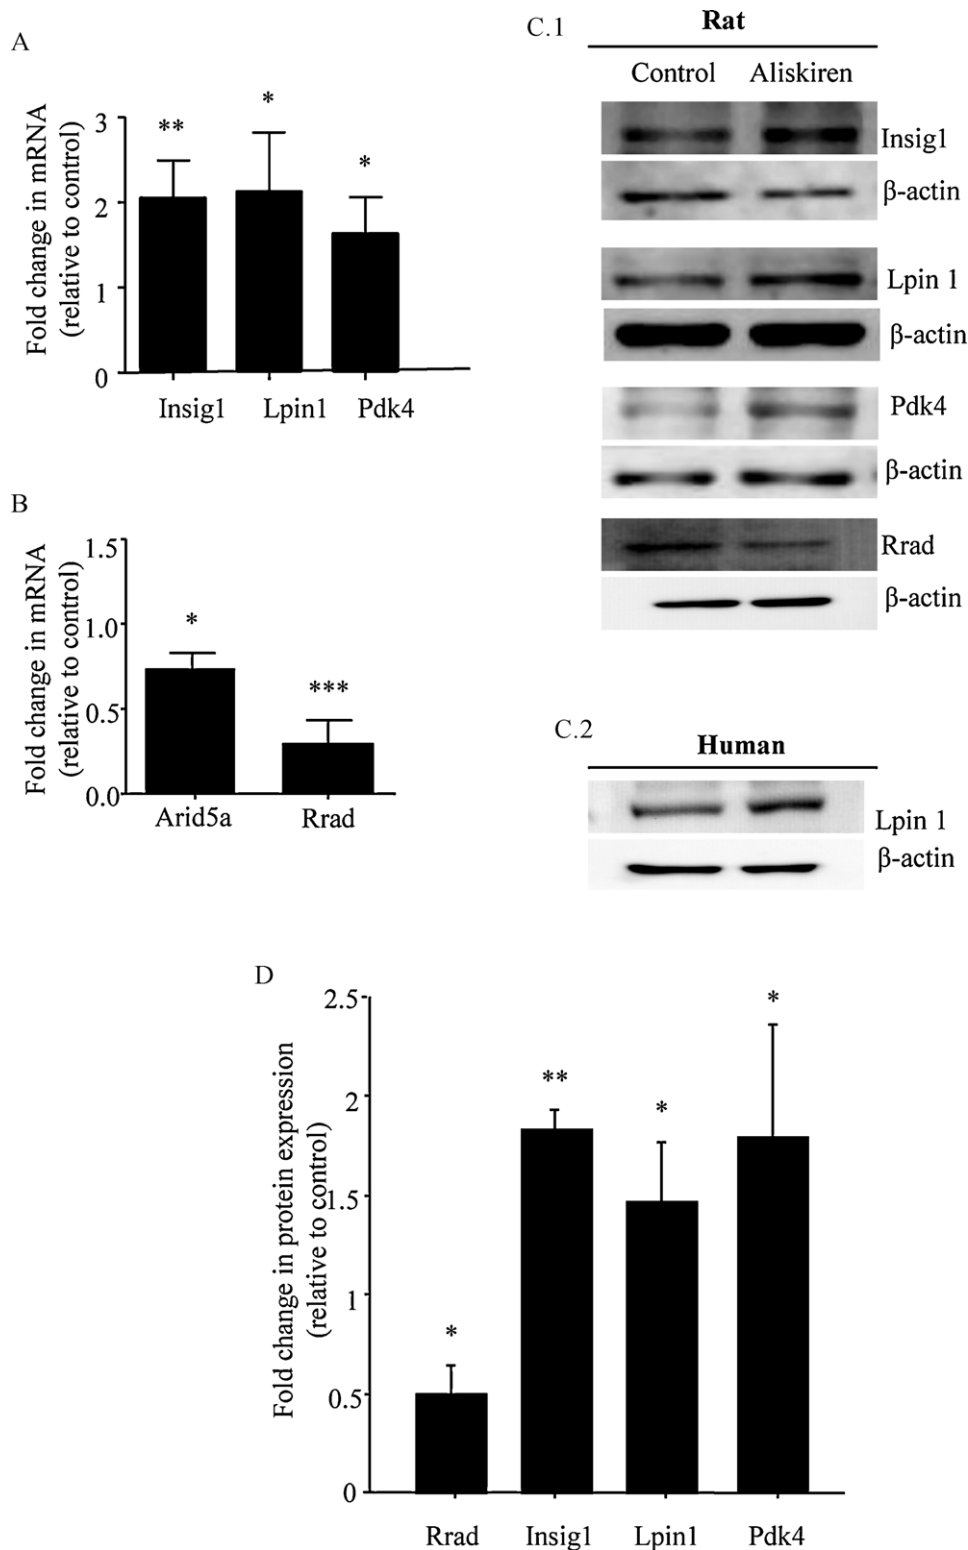 A
Fold change in mRNA
(relative to control)
3
2
1
0
**
*
*
Insig1 Lpin1 Pdk4
B
Fold change in mRNA
(relative to control)
1.5
1.0
0.5
0.0
*
***
Arid5a Rrad
C.1
Rat
Control Aliskiren
Insig1
β-actin
Lpin 1
β-actin
Pdk4
β-actin
Rrad
β-actin
C.2
Human
Lpin 1
β-actin
D
Fold change in protein expression
(relative to control)
2.5
2
1.5
1
0.5
0
*
**
*
*
Rrad Insig1 Lpin1 Pdk4